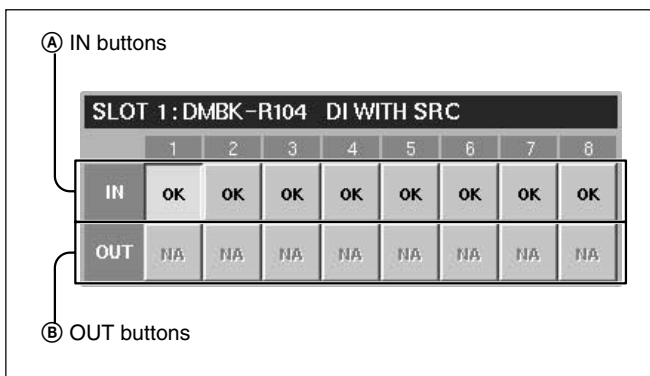 Ⓐ IN buttons
SLOT 1:DMBK-R104 DI WITH SRC
1 2 3 4 5 6 7 8
IN OK OK OK OK OK OK OK OK
OUT NA NA NA NA NA NA NA NA
Ⓑ OUT buttons